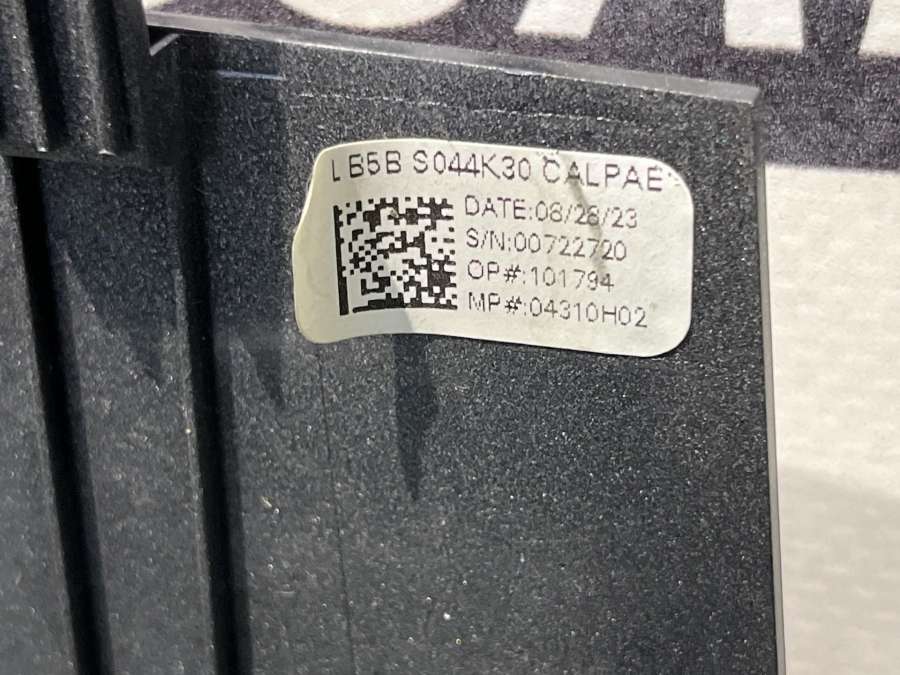 LB5B S044K30 CALPAE
DATE:08/28/23
S/N:00722720
OP#:101794
MP#:04310H02